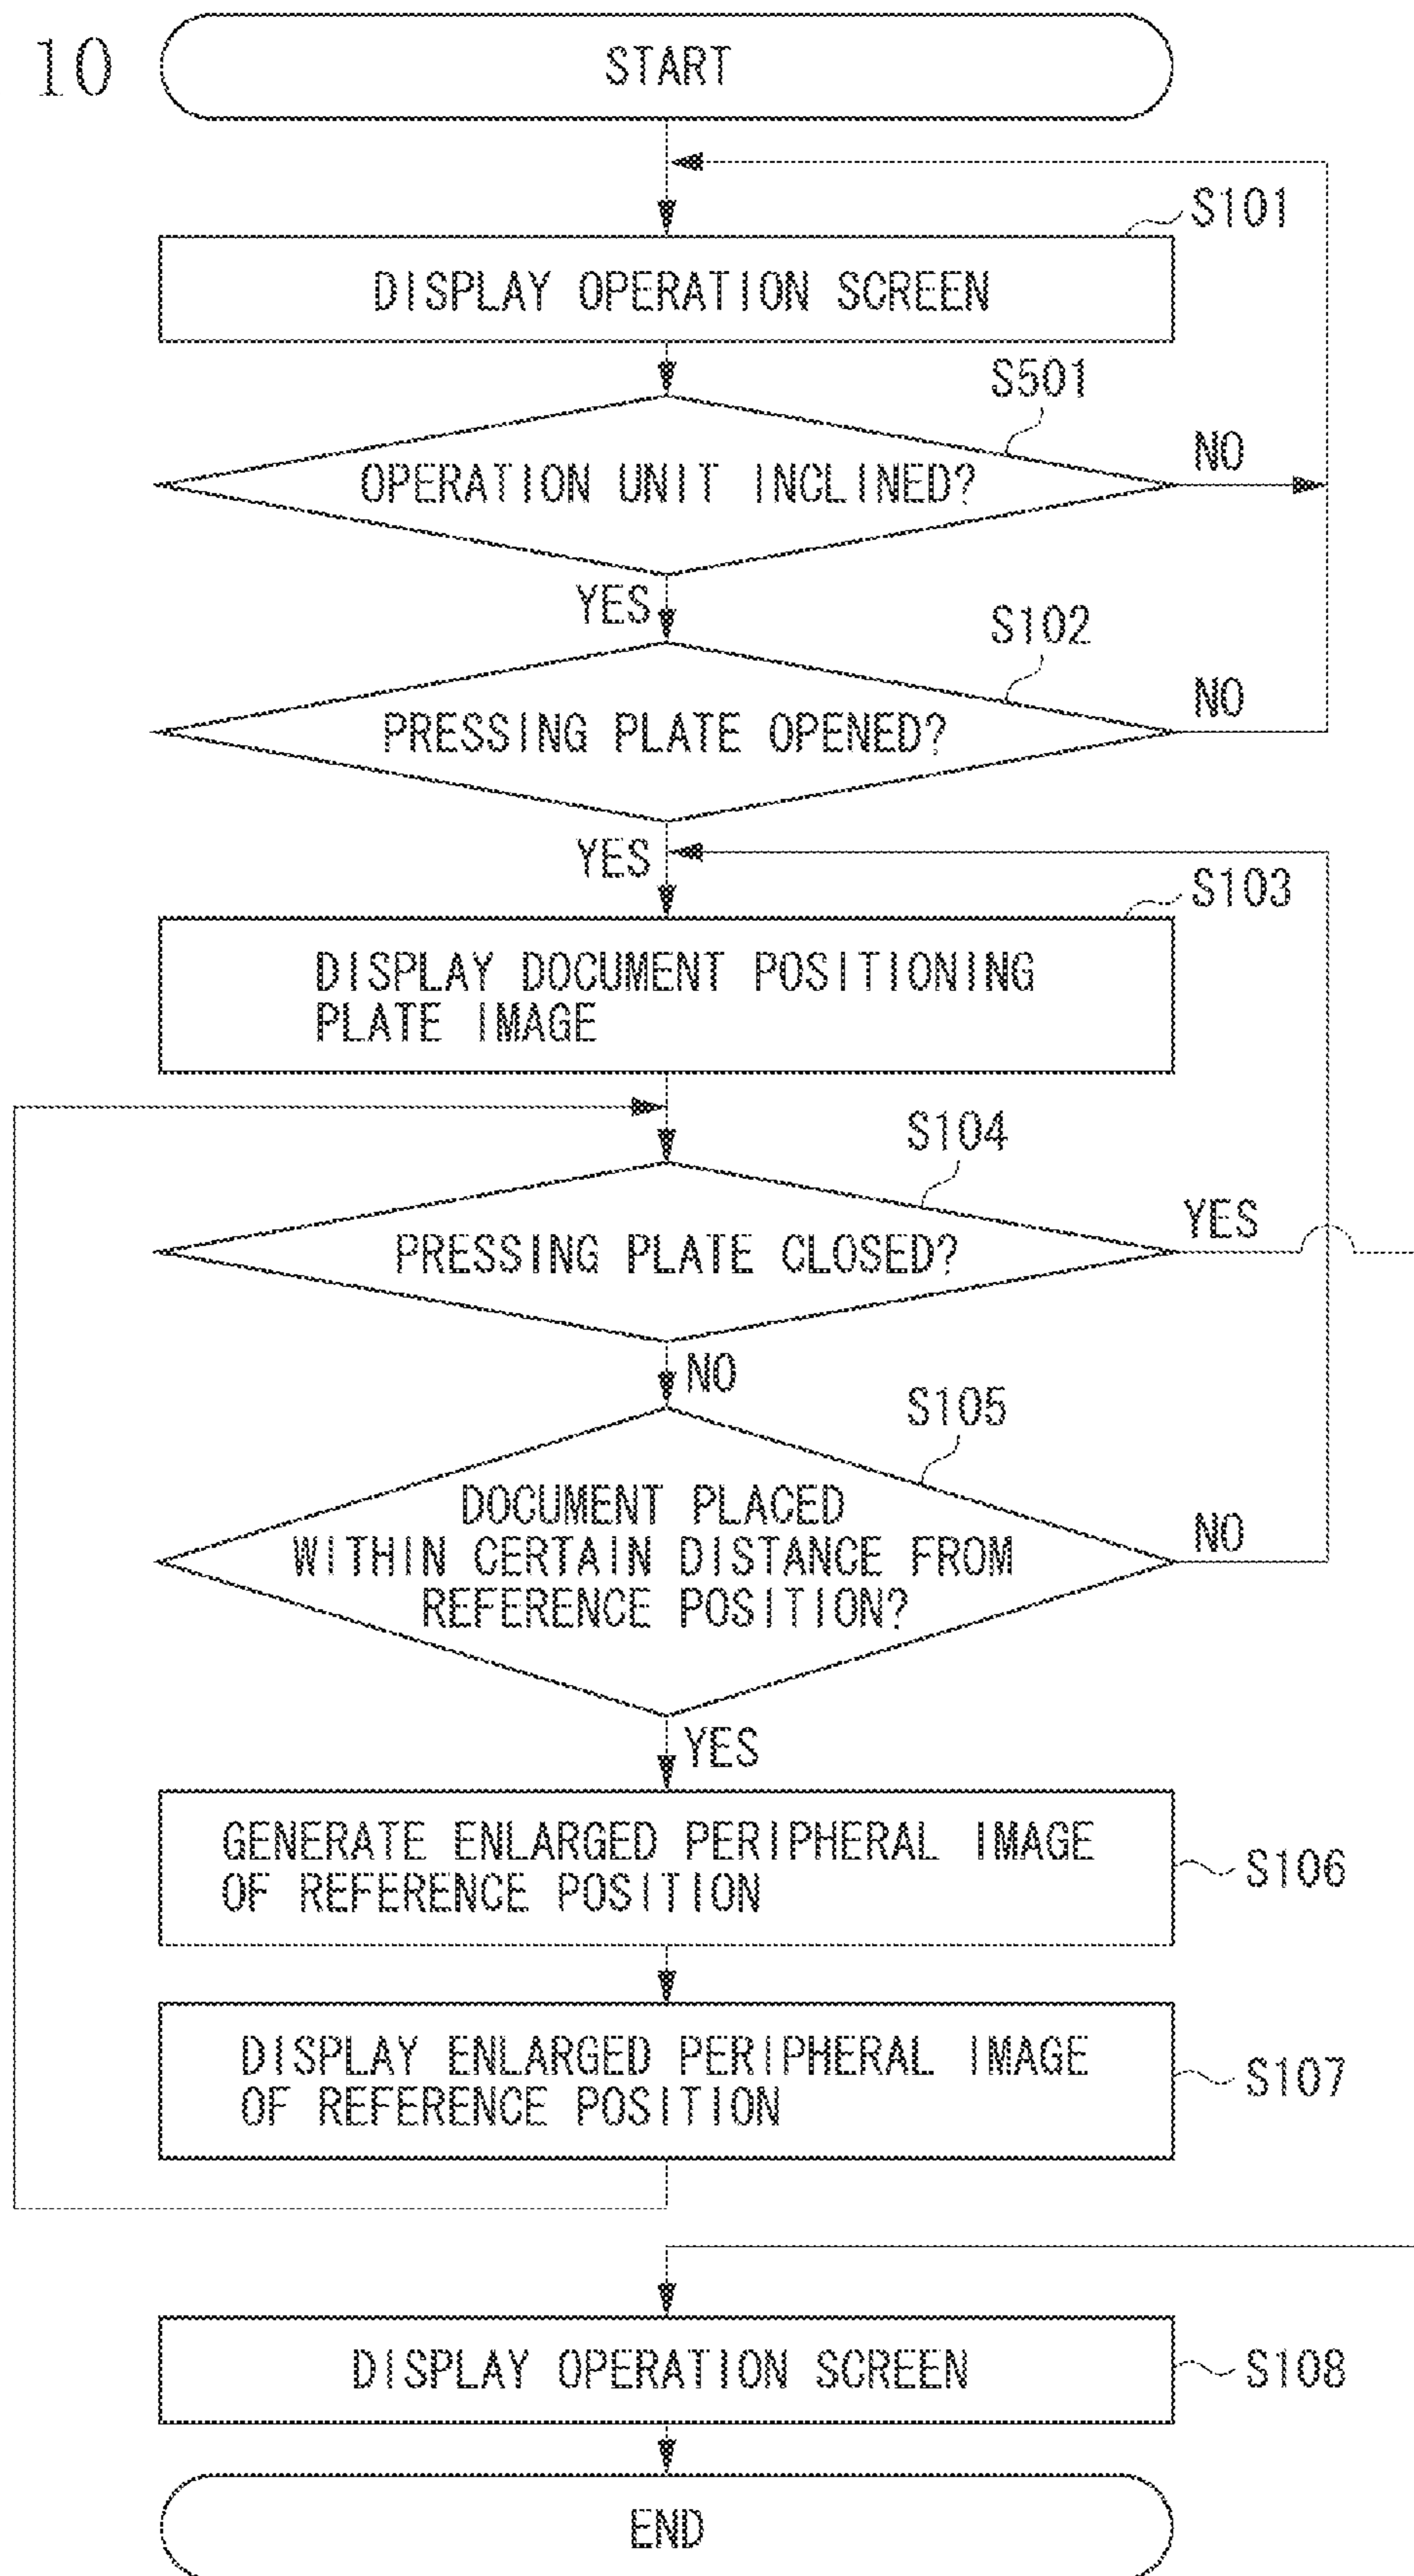 10
START
S101
DISPLAY OPERATION SCREEN
S501
OPERATION UNIT INCLINED?
NO
YES
S102
PRESSING PLATE OPENED?
NO
YES
S103
DISPLAY DOCUMENT POSITIONING
PLATE IMAGE
S104
PRESSING PLATE CLOSED?
YES
NO
S105
DOCUMENT PLACED
WITHIN CERTAIN DISTANCE FROM
REFERENCE POSITION?
NO
YES
GENERATE ENLARGED PERIPHERAL IMAGE
OF REFERENCE POSITION
S106
DISPLAY ENLARGED PERIPHERAL IMAGE
OF REFERENCE POSITION
S107
DISPLAY OPERATION SCREEN
S108
END